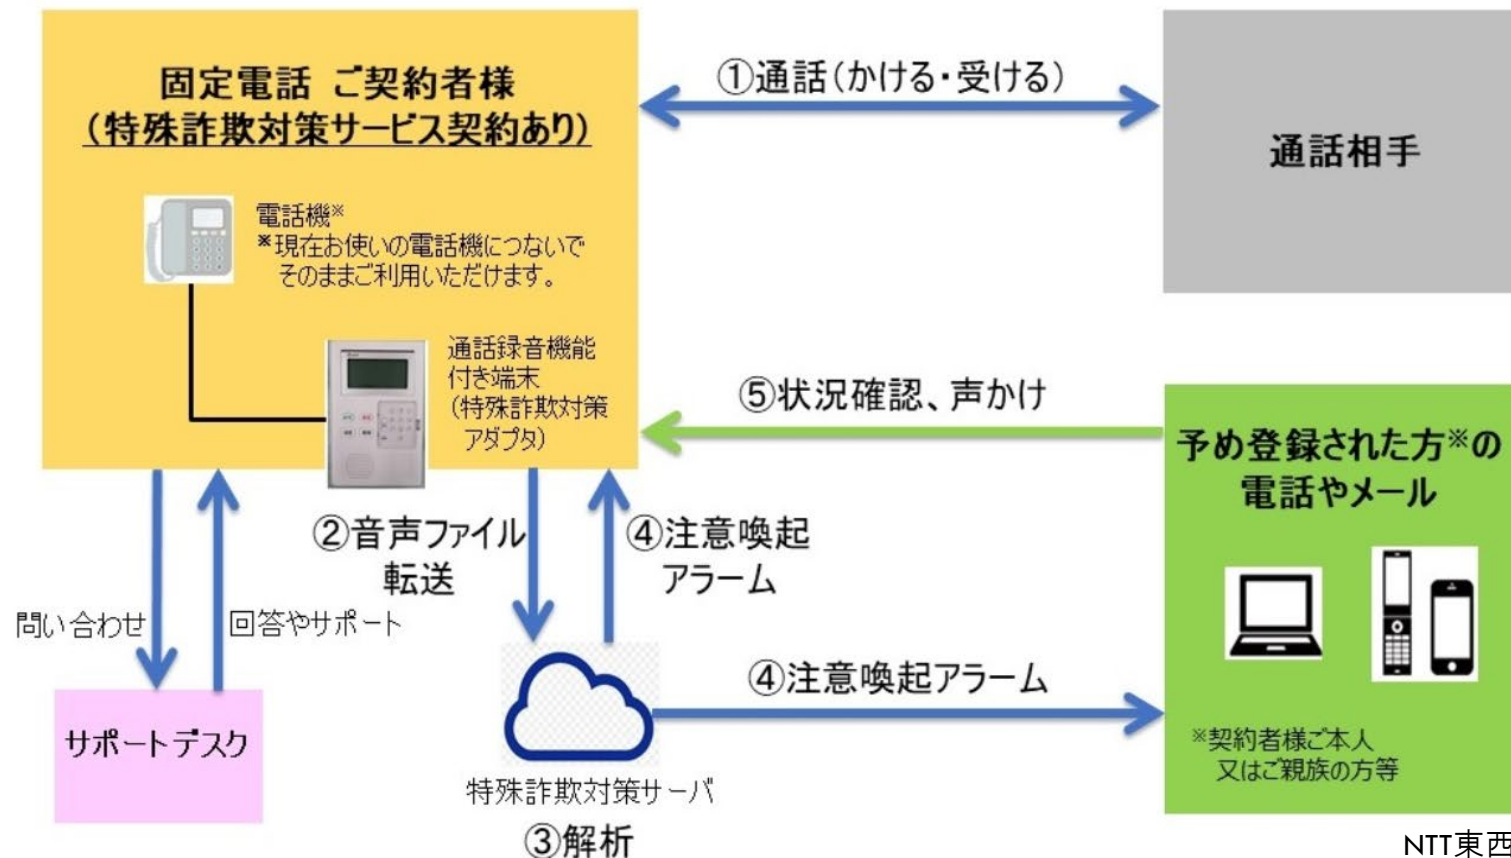 固定電話 ご契約者様
（特殊詐欺対策サービス契約あり）
①通話（かける・受ける）
通話相手
電話機※
※現在お使いの電話機につないで
そのままご利用いただけます。
通話録音機能
付き端末
（特殊詐欺対策
アダプタ）
⑤状況確認、声かけ
予め登録された方※の
電話やメール
②音声ファイル
転送
④注意喚起
アラーム
問い合わせ
回答やサポート
④注意喚起アラーム
サポートデスク
※契約者様ご本人
又はご親族の方等
特殊詐欺対策サーバ
③解析
NTT東西